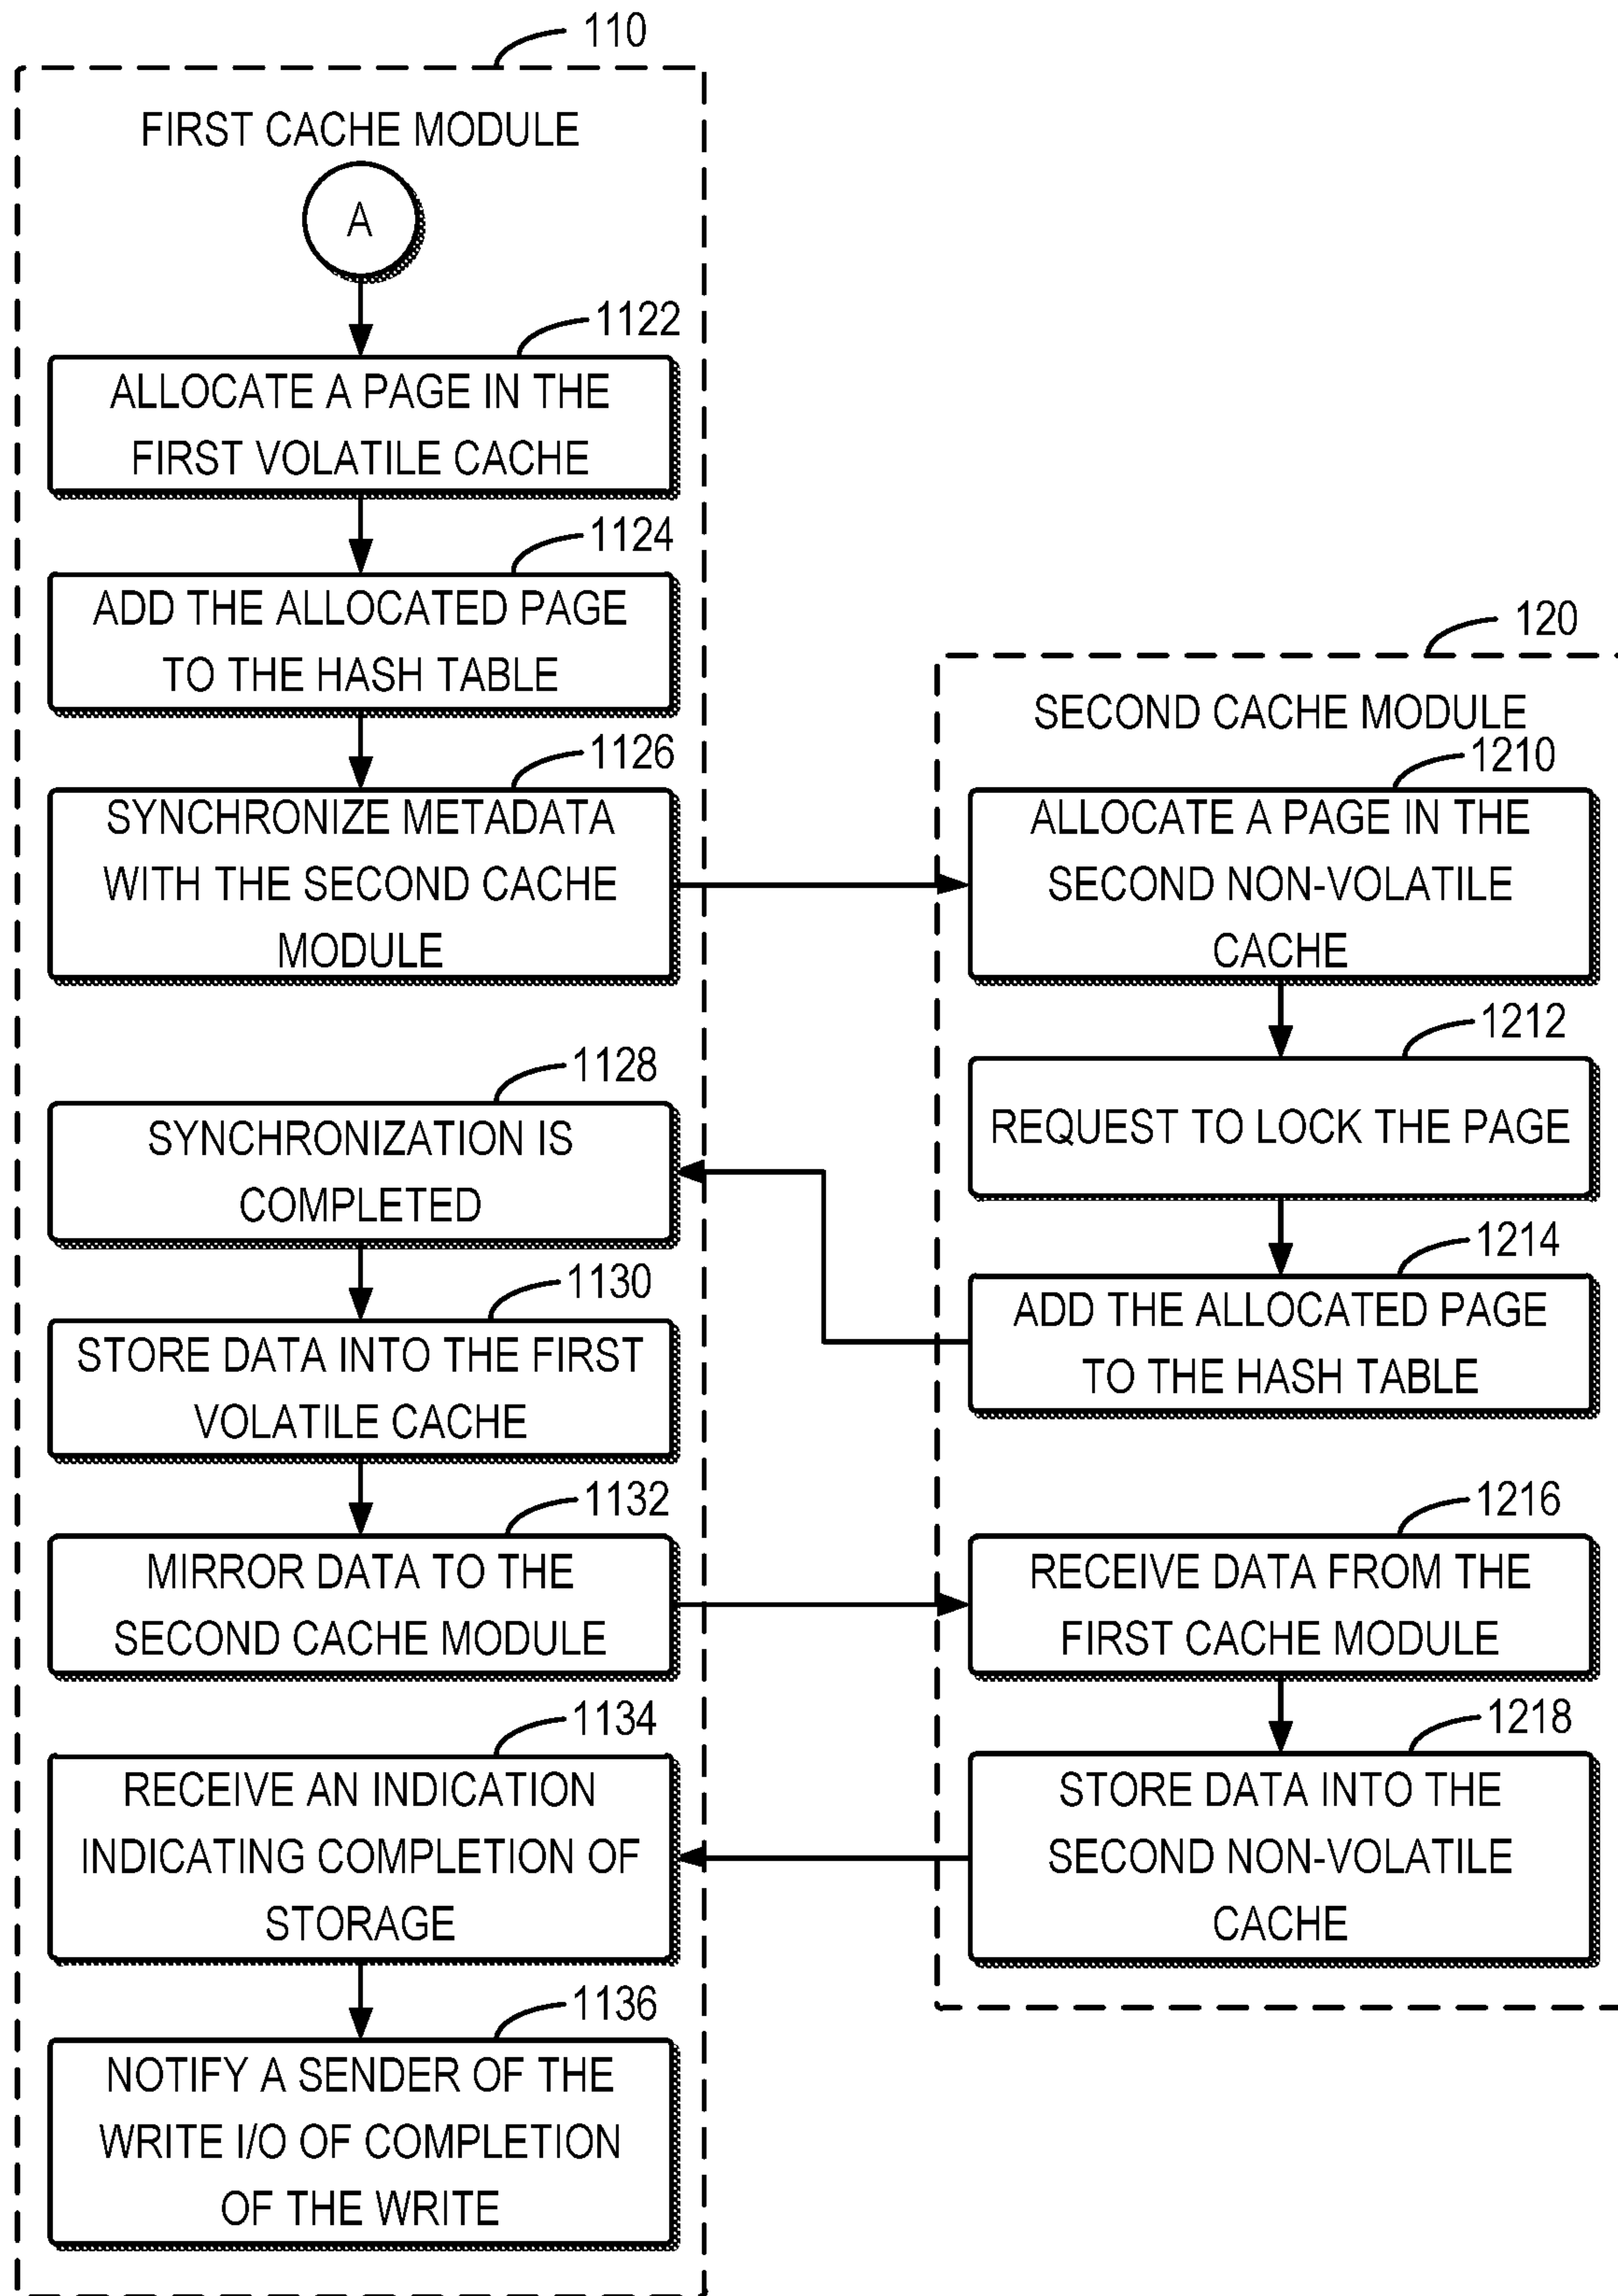 110
FIRST CACHE MODULE
A
1122
ALLOCATE A PAGE IN THE
FIRST VOLATILE CACHE
1124
ADD THE ALLOCATED PAGE
TO THE HASH TABLE
1126
SYNCHRONIZE METADATA
WITH THE SECOND CACHE
MODULE
1128
SYNCHRONIZATION IS
COMPLETED
1130
STORE DATA INTO THE FIRST
VOLATILE CACHE
1132
MIRROR DATA TO THE
SECOND CACHE MODULE
1134
RECEIVE AN INDICATION
INDICATING COMPLETION OF
STORAGE
1136
NOTIFY A SENDER OF THE
WRITE I/O OF COMPLETION
OF THE WRITE
120
SECOND CACHE MODULE
1210
ALLOCATE A PAGE IN THE
SECOND NON-VOLATILE
CACHE
1212
REQUEST TO LOCK THE PAGE
1214
ADD THE ALLOCATED PAGE
TO THE HASH TABLE
1216
RECEIVE DATA FROM THE
FIRST CACHE MODULE
1218
STORE DATA INTO THE
SECOND NON-VOLATILE
CACHE